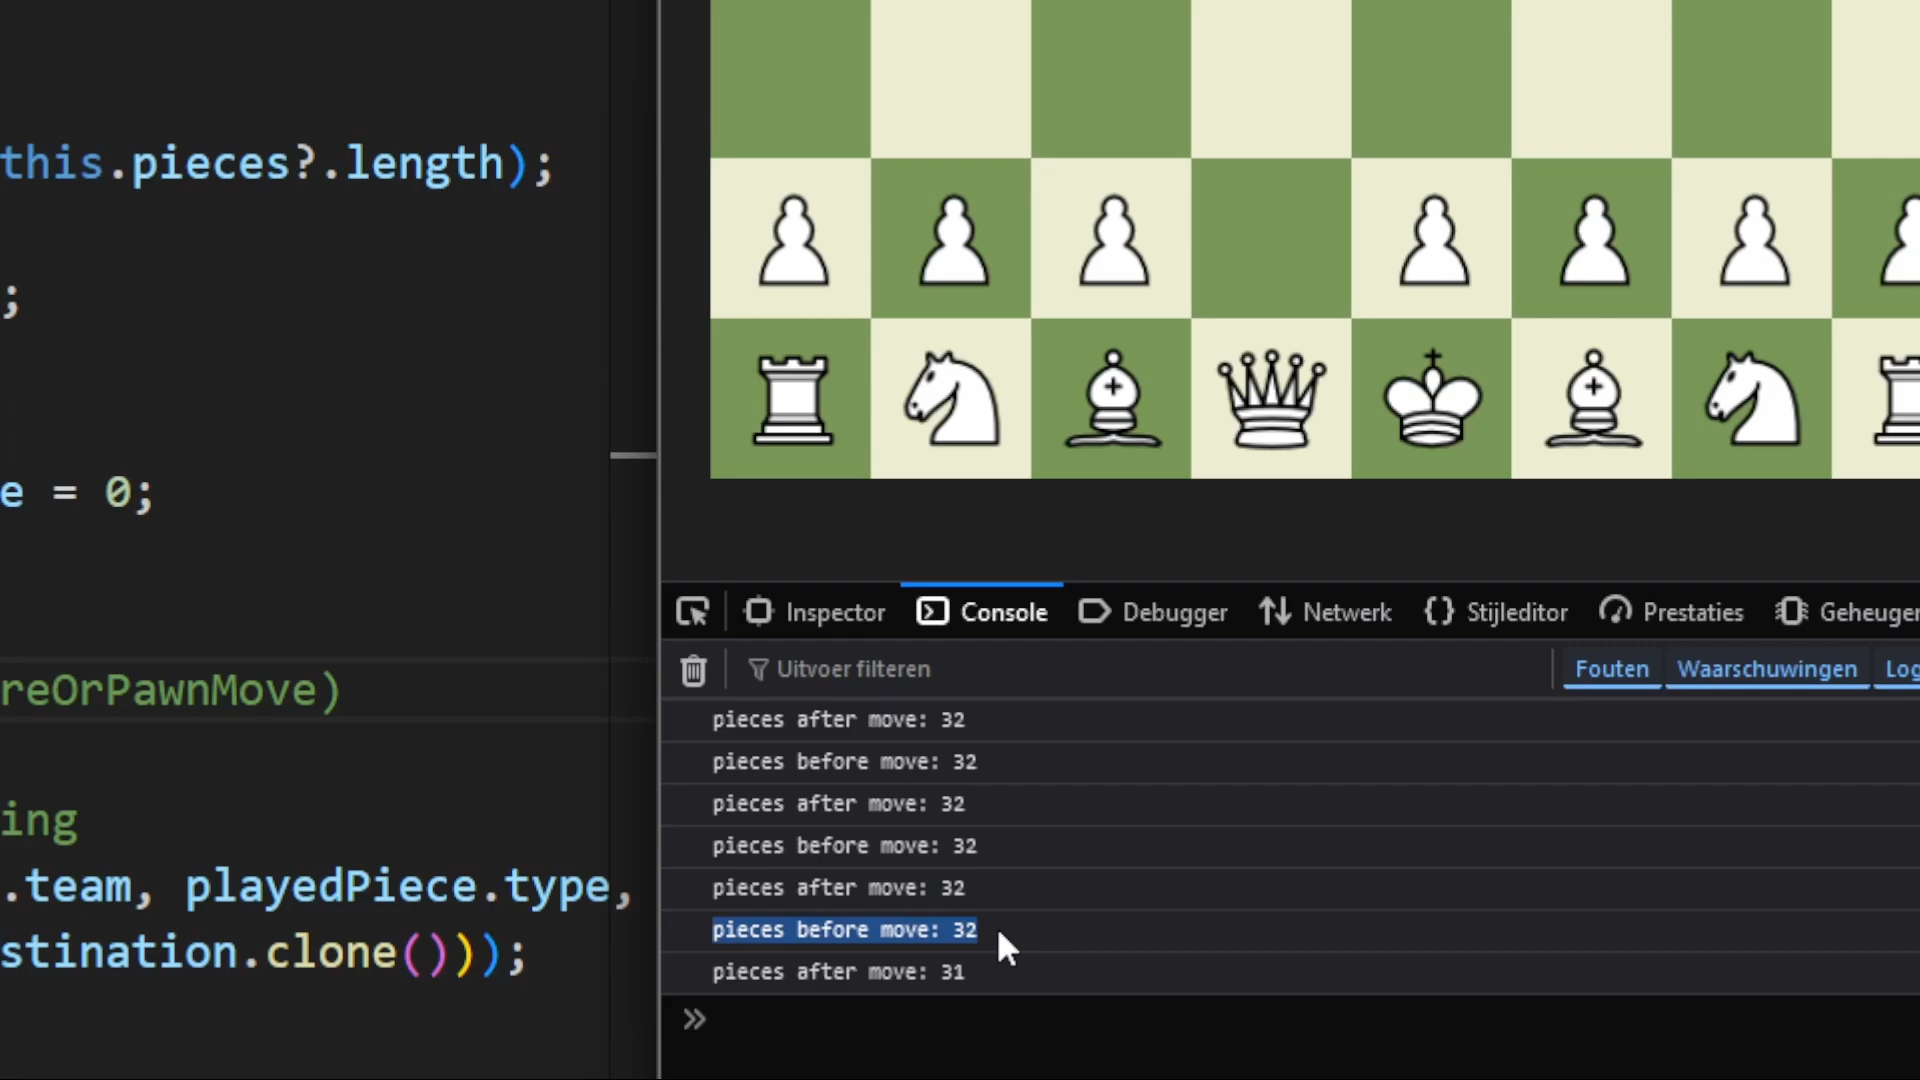 this.pieces?.length);
;
e = 0;
reOrPawnMove)
ing
.team, playedPiece.type,
stination.clone()));
Inspector Console Debugger Netwerk Stijleditor Prestaties Geheugen
Uitvoer filteren Fouten Waarschuwingen Log
pieces after move: 32
pieces before move: 32
pieces after move: 32
pieces before move: 32
pieces after move: 32
pieces before move: 32
pieces after move: 31